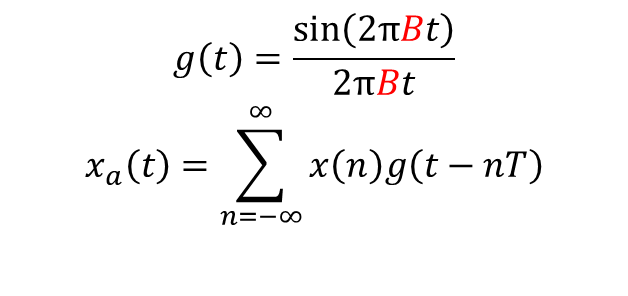 g(t) = sin(2πBt) / 2πBt
x_a(t) = ∑_{n=-∞}^{∞} x(n)g(t − nT)